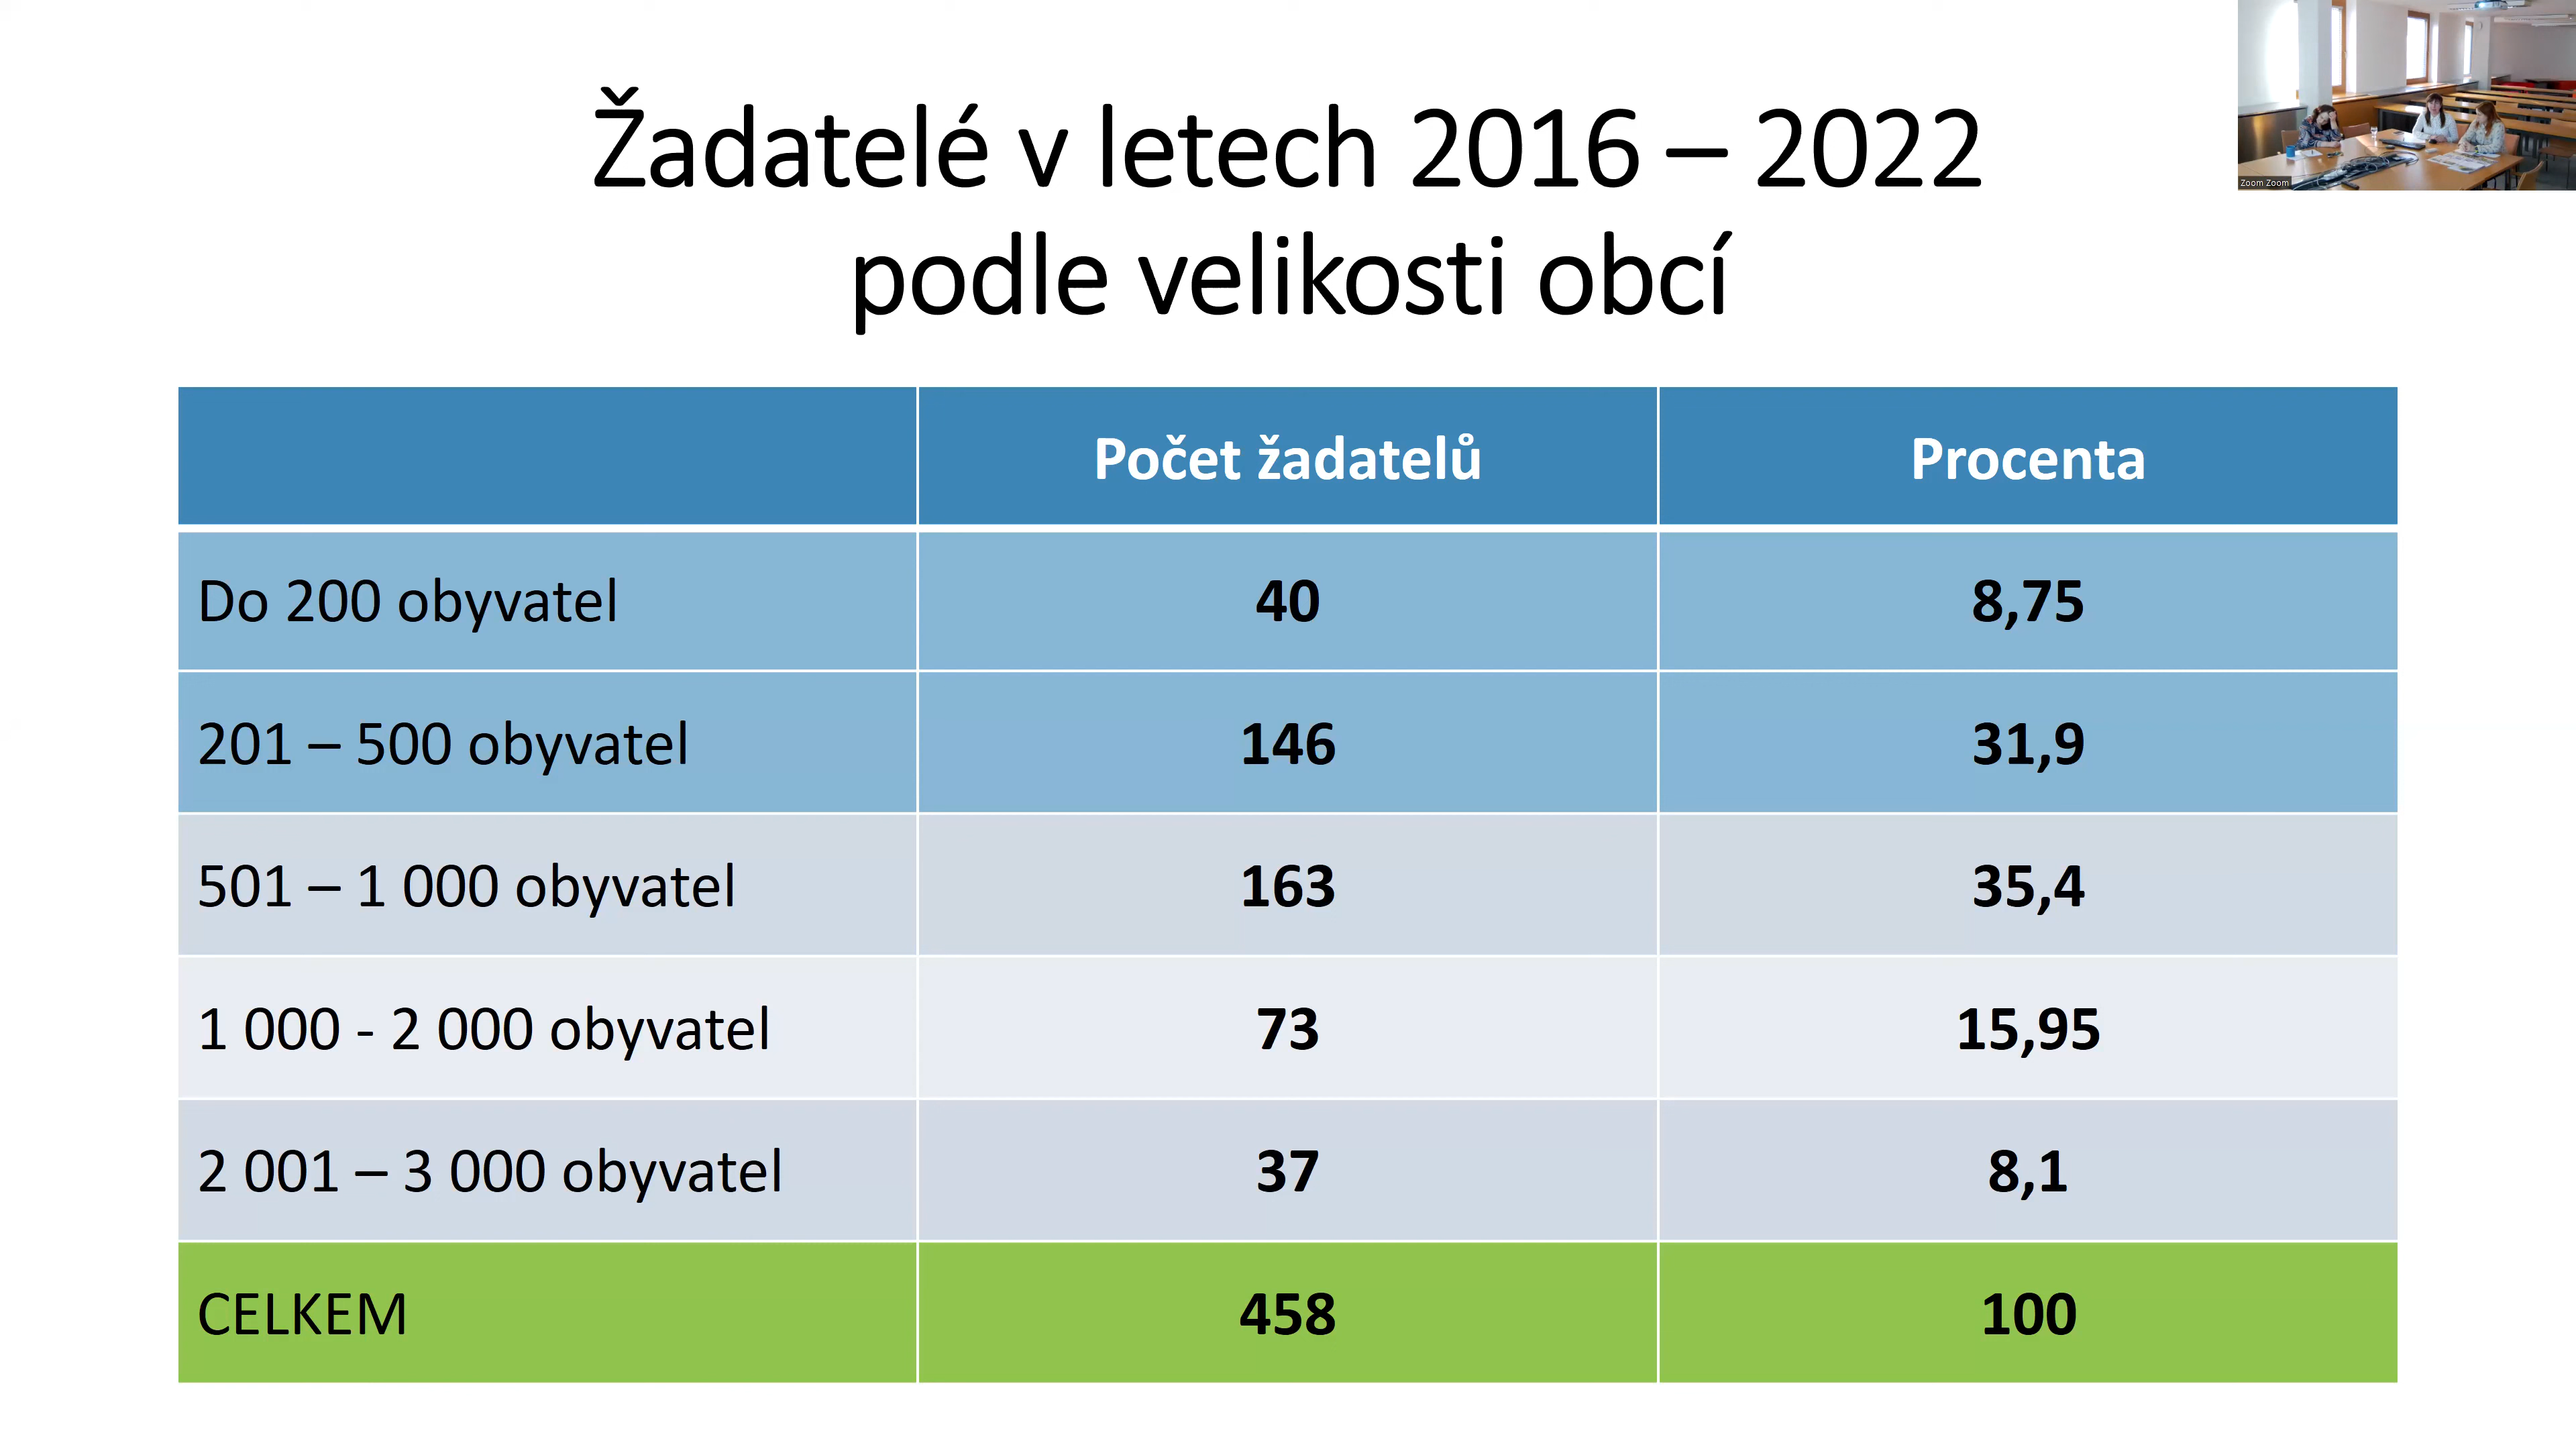 Žadatelé v letech 2016 – 2022
podle velikosti obcí
Zoom Zoom
Počet žadatelů Procenta
Do 200 obyvatel 40 8,75
201 – 500 obyvatel 146 31,9
501 – 1 000 obyvatel 163 35,4
1 000 - 2 000 obyvatel 73 15,95
2 001 – 3 000 obyvatel 37 8,1
CELKEM 458 100